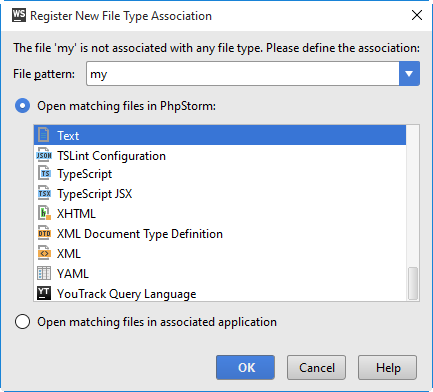 WS Register New File Type Association
The file 'my' is not associated with any file type. Please define the association:
File pattern: my
Open matching files in PhpStorm:
Text
JSON TSLint Configuration
TS TypeScript
TSX TypeScript JSX
h XHTML
DTD XML Document Type Definition
<> XML
YAML
YT YouTrack Query Language
Open matching files in associated application
OK Cancel Help